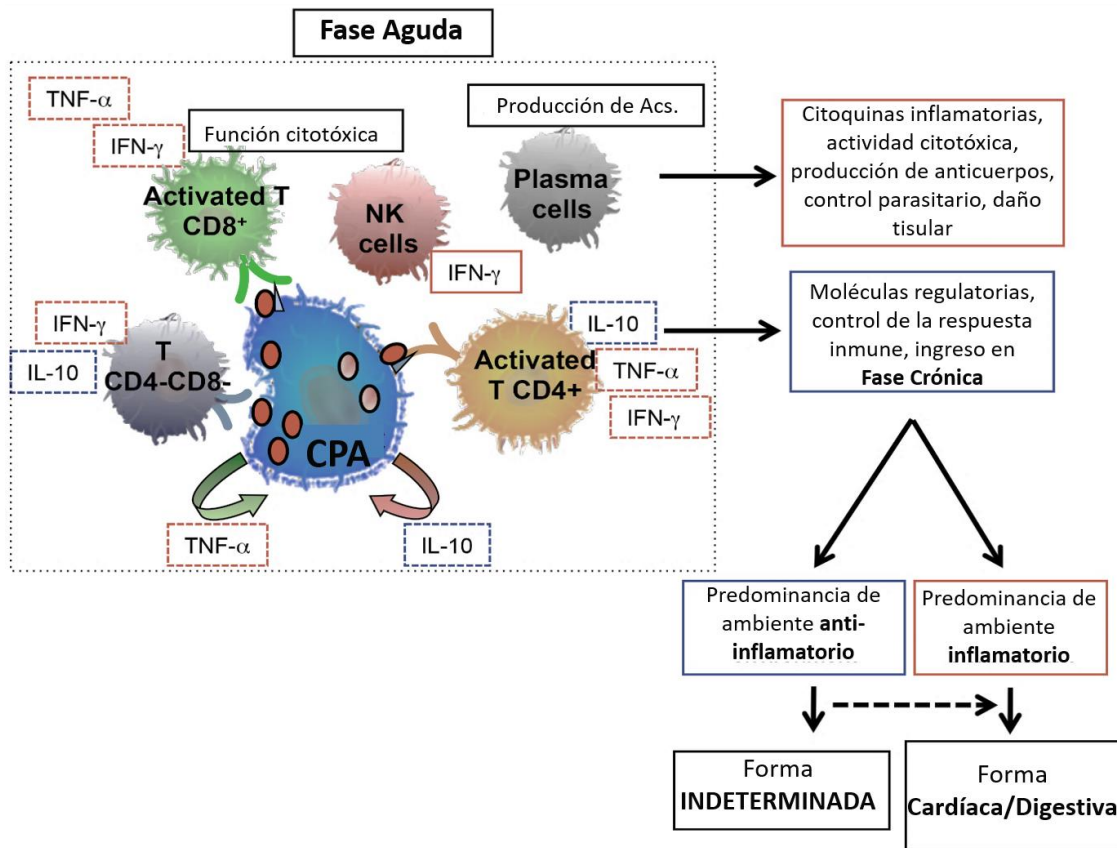 Fase Aguda
TNF-α
IFN-γ
Función citotóxica
Producción de Acs.
Activated T
CD8+
NK
cells
IFN-γ
Plasma
cells
Citoquinas inflamatorias,
actividad citotóxica,
producción de anticuerpos,
control parasitario, daño
tisular
IFN-γ
IL-10
T
CD4-CD8-
CPA
Activated
T CD4+
IL-10
TNF-α
IFN-γ
TNF-α
IL-10
Moléculas regulatorias,
control de la respuesta
inmune, ingreso en
Fase Crónica
Predominancia de
ambiente anti-
inflamatorio
Predominancia de
ambiente
inflamatorio
Forma
INDETERMINADA
Forma
Cardíaca/Digestiva